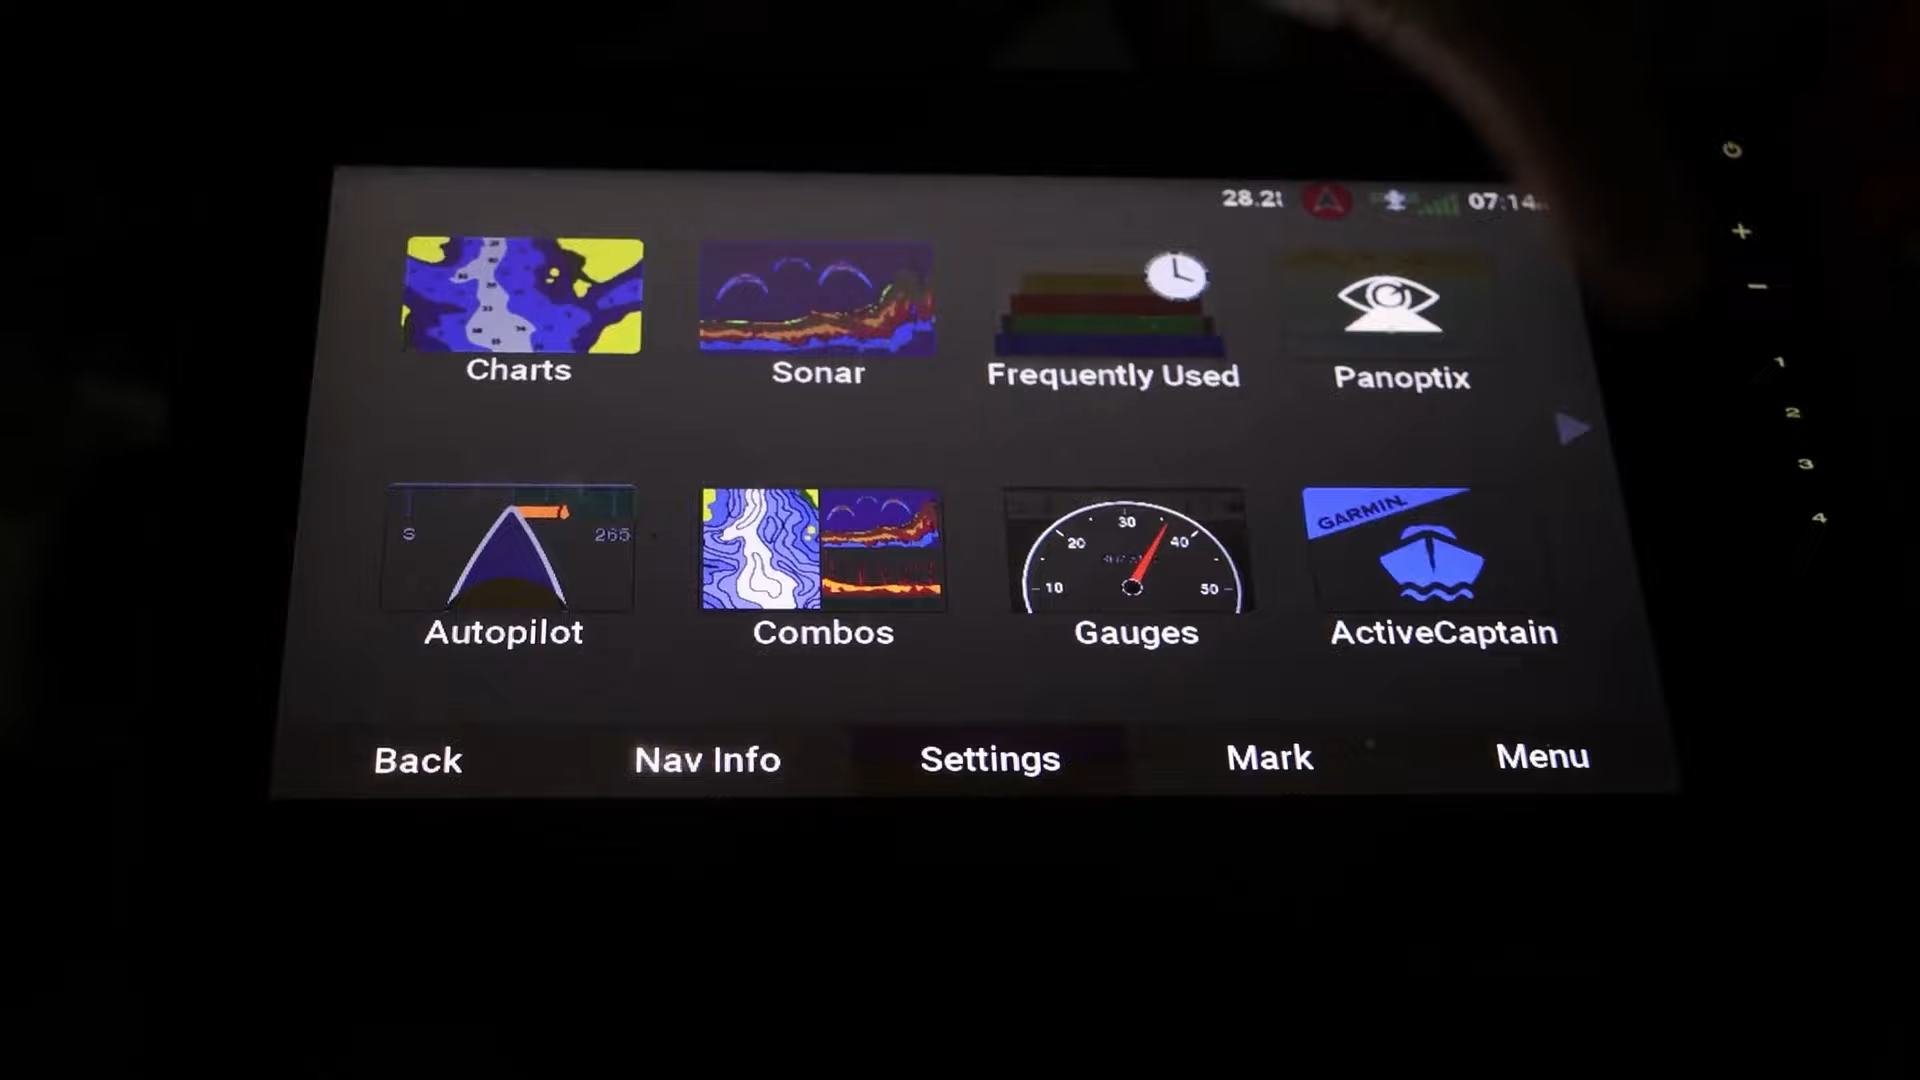 28.2
07:14
Charts
Sonar
Frequently Used
Panoptix
S
265
30
20
40
10
50
GARMIN
Autopilot
Combos
Gauges
ActiveCaptain
Back
Nav Info
Settings
Mark
Menu
+
-
1
2
3
4